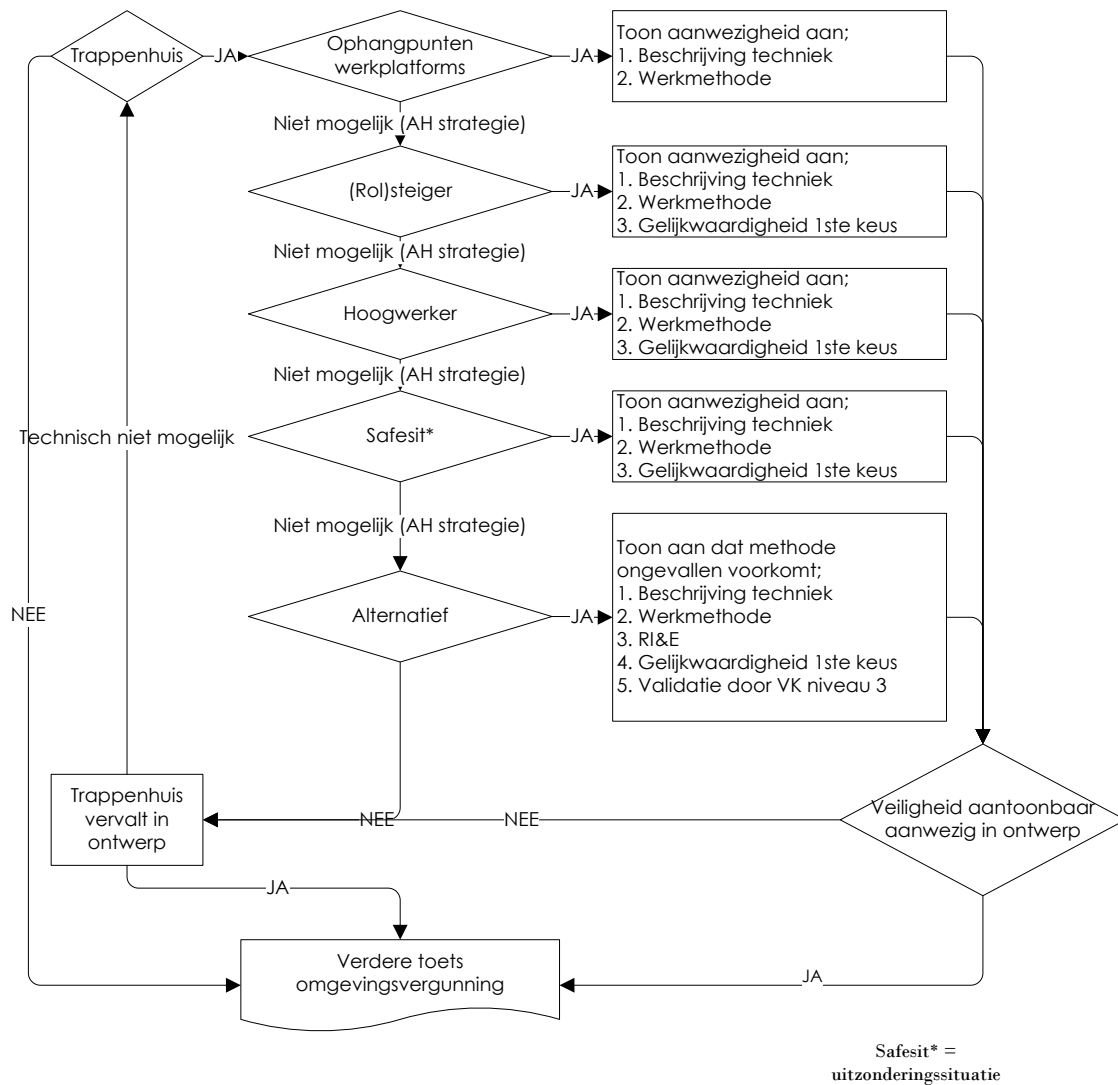 Trappenhuis
JA
Ophangpunten
werkplatforms
JA
Toon aanwezigheid aan;
1. Beschrijving techniek
2. Werkmethode
Niet mogelijk (AH strategie)
(Rol)steiger
JA
Toon aanwezigheid aan;
1. Beschrijving techniek
2. Werkmethode
3. Gelijkwaardigheid 1ste keus
Niet mogelijk (AH strategie)
Hoogwerker
JA
Toon aanwezigheid aan;
1. Beschrijving techniek
2. Werkmethode
3. Gelijkwaardigheid 1ste keus
Niet mogelijk (AH strategie)
Technisch niet mogelijk
Safesit*
JA
Toon aanwezigheid aan;
1. Beschrijving techniek
2. Werkmethode
3. Gelijkwaardigheid 1ste keus
Niet mogelijk (AH strategie)
NEE
Alternatief
JA
Toon aan dat methode
ongevallen voorkomt;
1. Beschrijving techniek
2. Werkmethode
3. RI&E
4. Gelijkwaardigheid 1ste keus
5. Validatie door VK niveau 3
Trappenhuis
vervalt in
ontwerp
NEE
NEE
Veiligheid aantoonbaar
aanwezig in ontwerp
JA
Verdere toets
omgevingsvergunning
JA
Safesit* =
uitzonderingssituatie